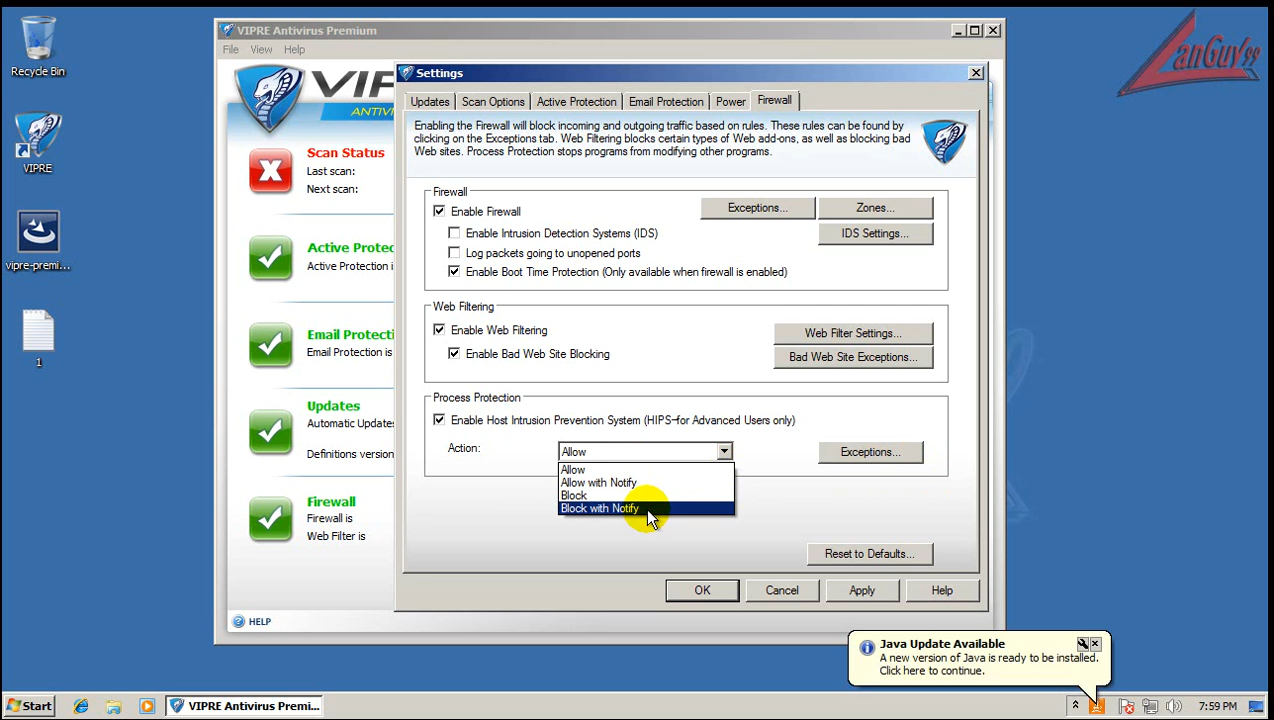 Recycle Bin
VIPRE
vipre-premi...
1
LanGuy99
VIPRE Antivirus Premium
File View Help
VIP
ANTIV
Scan Status
Last scan:
Next scan:
Active Protec
Active Protection i
Email Protecti
Email Protection is
Updates
Automatic Updates
Definitions version
Firewall
Firewall is
Web Filter is
HELP
Settings
Updates Scan Options Active Protection Email Protection Power Firewall
Enabling the Firewall will block incoming and outgoing traffic based on rules. These rules can be found by
clicking on the Exceptions tab. Web Filtering blocks certain types of Web add-ons, as well as blocking bad
Web sites. Process Protection stops programs from modifying other programs.
Firewall
Enable Firewall Exceptions... Zones...
Enable Intrusion Detection Systems (IDS) IDS Settings...
Log packets going to unopened ports
Enable Boot Time Protection (Only available when firewall is enabled)
Web Filtering
Enable Web Filtering Web Filter Settings...
Enable Bad Web Site Blocking Bad Web Site Exceptions...
Process Protection
Enable Host Intrusion Prevention System (HIPS-for Advanced Users only)
Action: Allow Exceptions...
Allow
Allow with Notify
Block
Block with Notify
Reset to Defaults...
OK Cancel Apply Help
Java Update Available
A new version of Java is ready to be installed.
Click here to continue.
Start VIPRE Antivirus Premi... 7:59 PM